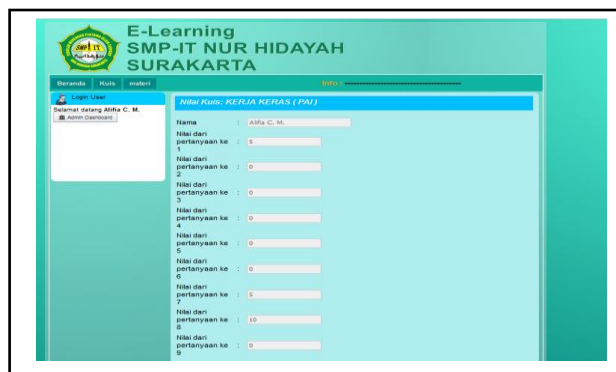 E-Learning
SMP-IT NUR HIDAYAH
SURAKARTA
SMP IT
Beranda Kuis materi
Info :
Login User
Selamat datang Alifia C. M.
Admin Dashboard
Nilai Kuis: KERJA KERAS ( PAI )
Nama : Alifia C. M.
Nilai dari
pertanyaan ke : 5
1
Nilai dari
pertanyaan ke : 0
2
Nilai dari
pertanyaan ke : 0
3
Nilai dari
pertanyaan ke : 0
4
Nilai dari
pertanyaan ke : 0
5
Nilai dari
pertanyaan ke : 0
6
Nilai dari
pertanyaan ke : 5
7
Nilai dari
pertanyaan ke : 10
8
Nilai dari
pertanyaan ke : 0
9